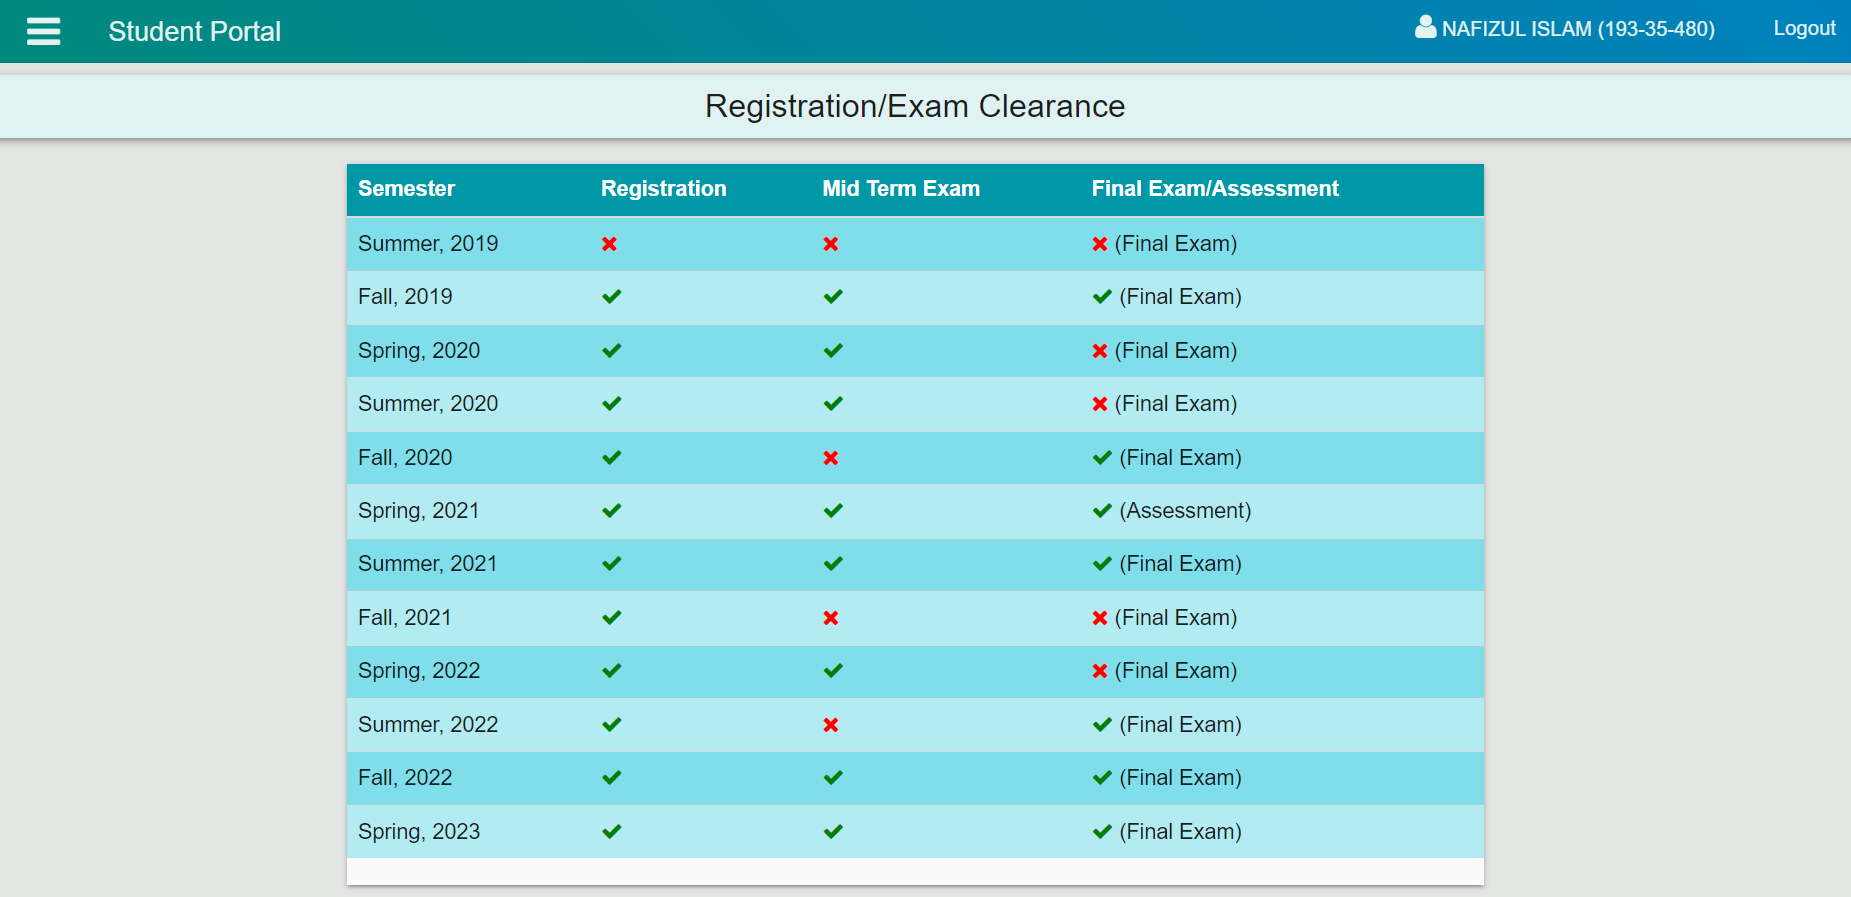 Student Portal
NAFIZUL ISLAM (193-35-480)
Logout
Registration/Exam Clearance
Semester Registration Mid Term Exam Final Exam/Assessment
Summer, 2019 ✖ ✖ ✖ (Final Exam)
Fall, 2019 ✔ ✔ ✔ (Final Exam)
Spring, 2020 ✔ ✔ ✖ (Final Exam)
Summer, 2020 ✔ ✔ ✖ (Final Exam)
Fall, 2020 ✔ ✖ ✔ (Final Exam)
Spring, 2021 ✔ ✔ ✔ (Assessment)
Summer, 2021 ✔ ✔ ✔ (Final Exam)
Fall, 2021 ✔ ✖ ✖ (Final Exam)
Spring, 2022 ✔ ✔ ✖ (Final Exam)
Summer, 2022 ✔ ✖ ✔ (Final Exam)
Fall, 2022 ✔ ✔ ✔ (Final Exam)
Spring, 2023 ✔ ✔ ✔ (Final Exam)